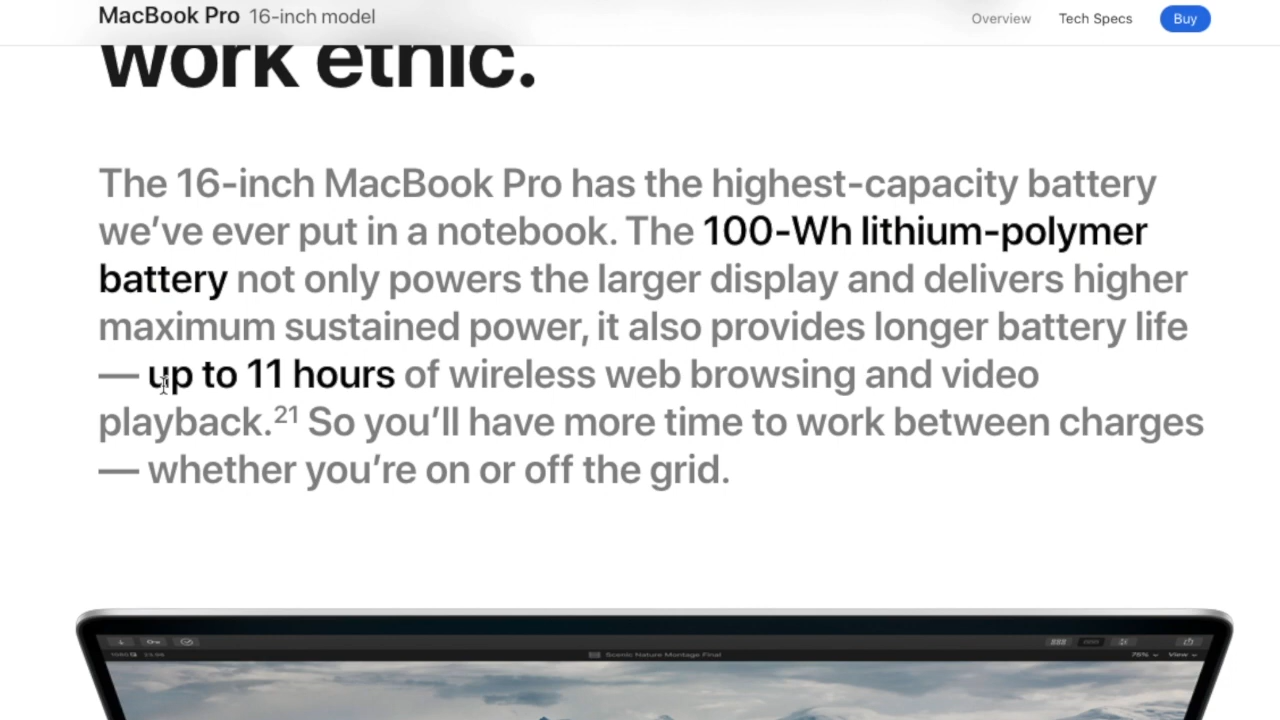 MacBook Pro 16-inch model
Overview Tech Specs Buy
work ethic.
The 16-inch MacBook Pro has the highest-capacity battery
we’ve ever put in a notebook. The 100-Wh lithium-polymer
battery not only powers the larger display and delivers higher
maximum sustained power, it also provides longer battery life
— up to 11 hours of wireless web browsing and video
playback.²¹ So you’ll have more time to work between charges
— whether you’re on or off the grid.
Scenic Nature Montage Final
75% View